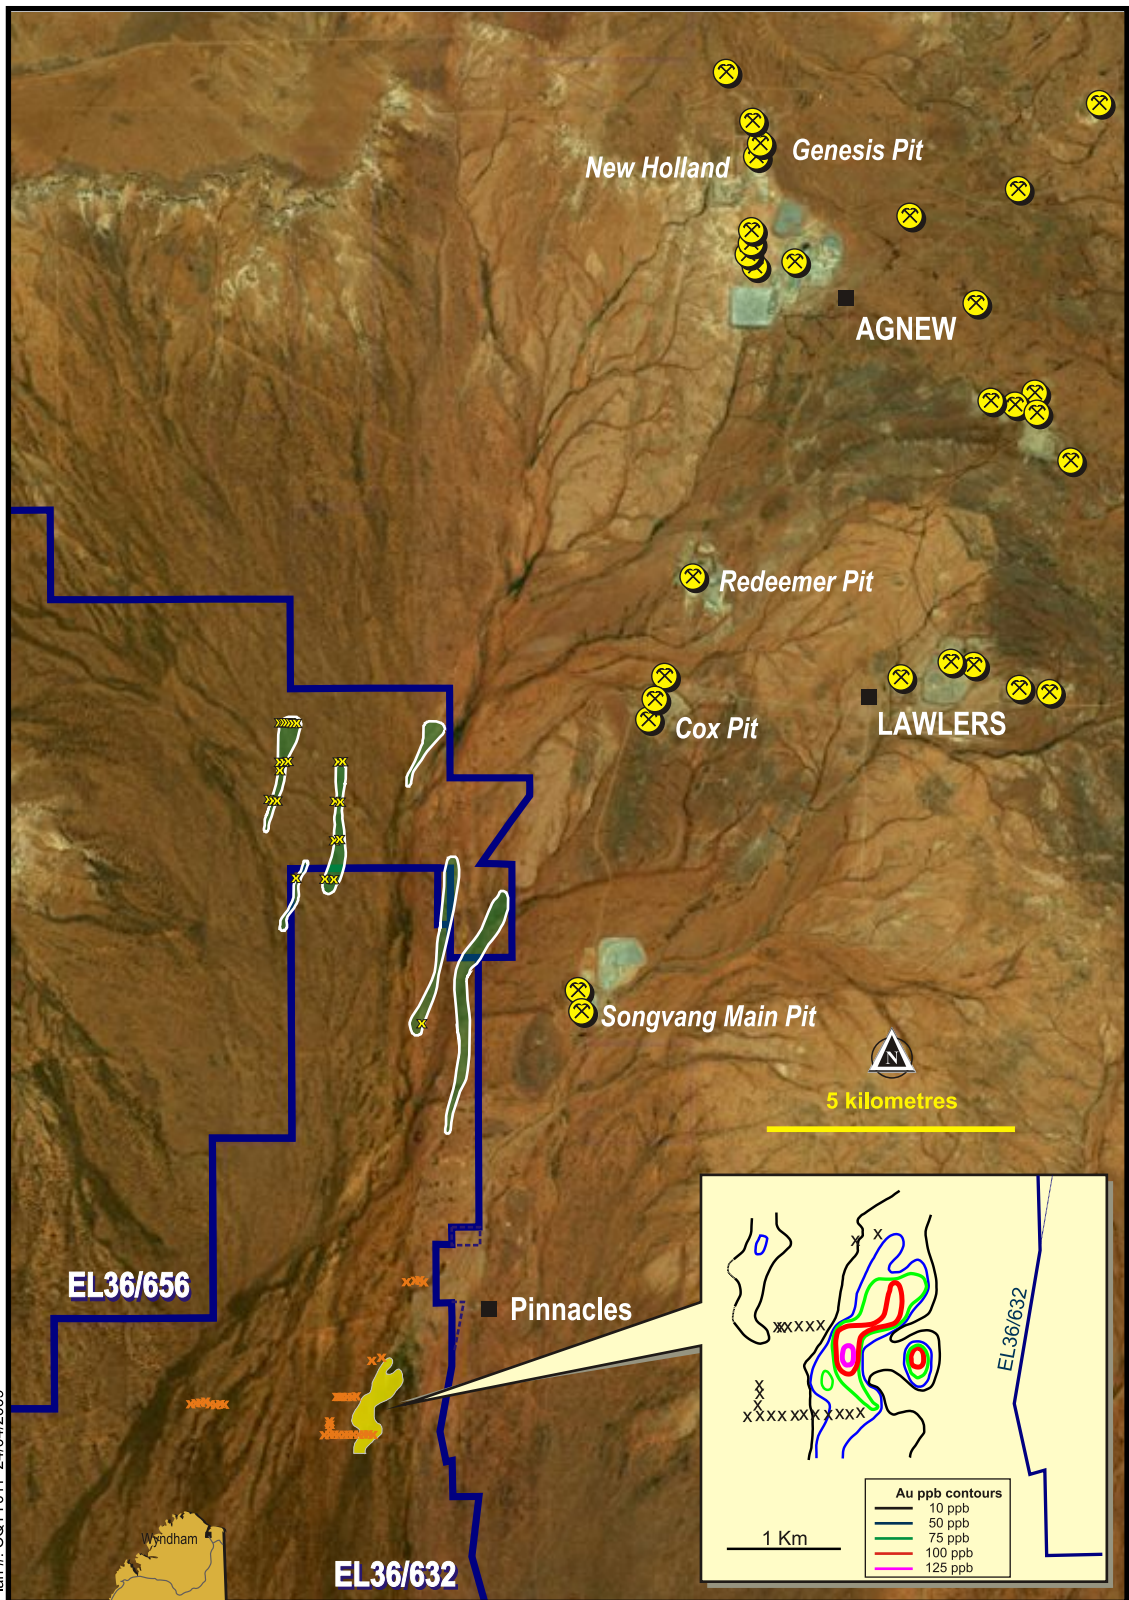 Genesis Pit
New Holland
AGNEW
Redeemer Pit
Cox Pit
LAWLERS
Songvang Main Pit
N
5 kilometres
EL36/656
Pinnacles
EL36/632
Au ppb contours
10 ppb
50 ppb
75 ppb
100 ppb
125 ppb
1 Km
Wyndham
EL36/632